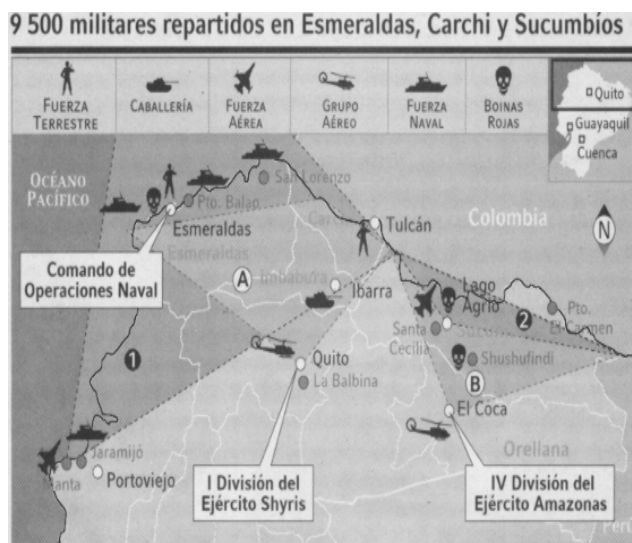 9 500 militares repartidos en Esmeraldas, Carchi y Sucumbíos
FUERZA
TERRESTRE
CABALLERÍA
FUERZA
AÉREA
GRUPO
AÉREO
FUERZA
NAVAL
BOINAS
ROJAS
Quito
Guayaquil
Cuenca
OCÉANO
PACÍFICO
San Lorenzo
Pto. Balao
Esmeraldas
Esmeraldas
Carchi
Tulcán
Colombia
N
Comando de
Operaciones Naval
A
Imbabura
Ibarra
Lago
Agrio
Pto.
El Carmen
2
Santa
Cecilia
Shushufindi
B
1
Quito
La Balbina
El Coca
Orellana
Jaramijó
Manta
Portoviejo
I División del
Ejército Shyris
IV División del
Ejército Amazonas